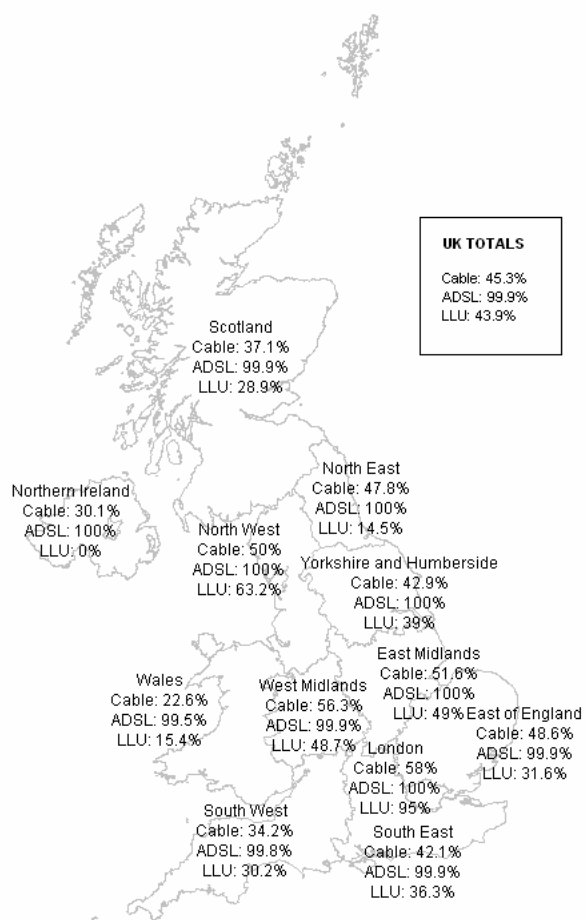 UK TOTALS
Cable: 45.3%
ADSL: 99.9%
LLU: 43.9%
Scotland
Cable: 37.1%
ADSL: 99.9%
LLU: 28.9%
North East
Cable: 47.8%
ADSL: 100%
LLU: 14.5%
Northern Ireland
Cable: 30.1%
ADSL: 100%
LLU: 0%
North West
Cable: 50%
ADSL: 100%
LLU: 63.2%
Yorkshire and Humberside
Cable: 42.9%
ADSL: 100%
LLU: 39%
East Midlands
Cable: 51.6%
ADSL: 100%
LLU: 49%
Wales
Cable: 22.6%
ADSL: 99.5%
LLU: 15.4%
West Midlands
Cable: 56.3%
ADSL: 99.9%
LLU: 48.7%
East of England
Cable: 48.6%
ADSL: 99.9%
LLU: 31.6%
London
Cable: 58%
ADSL: 100%
LLU: 95%
South West
Cable: 34.2%
ADSL: 99.8%
LLU: 30.2%
South East
Cable: 42.1%
ADSL: 99.9%
LLU: 36.3%